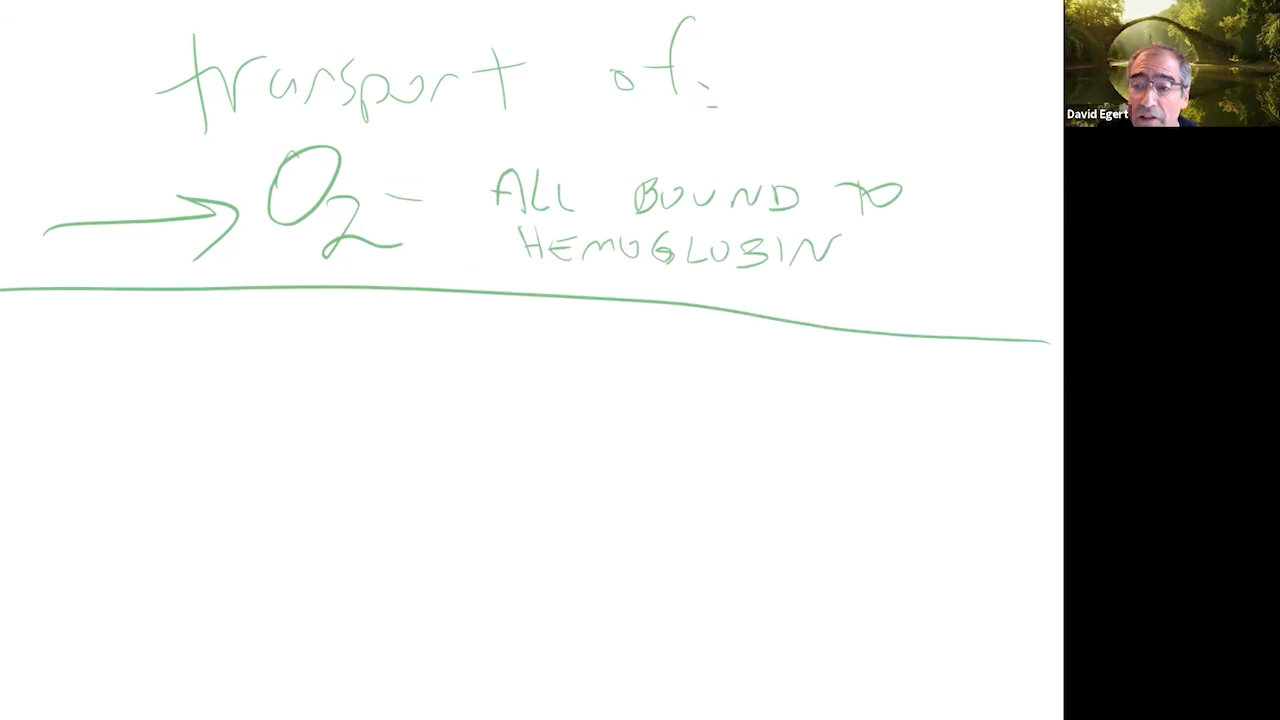 transport of:
O2 - ALL BOUND TO
HEMOGLOBIN
David Egert